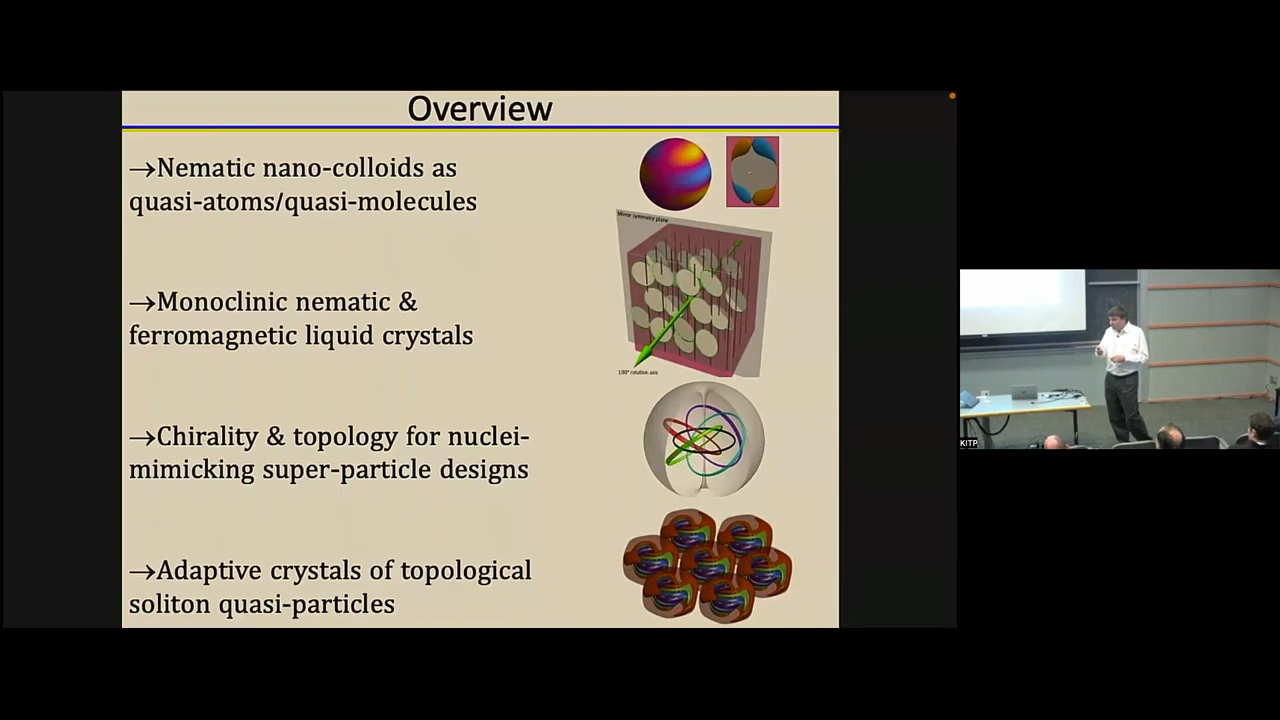 Overview
→Nematic nano-colloids as
quasi-atoms/quasi-molecules
Mirror symmetry plane
→Monoclinic nematic &
ferromagnetic liquid crystals
180° rotation axis
→Chirality & topology for nuclei-
mimicking super-particle designs
→Adaptive crystals of topological
soliton quasi-particles
KITP